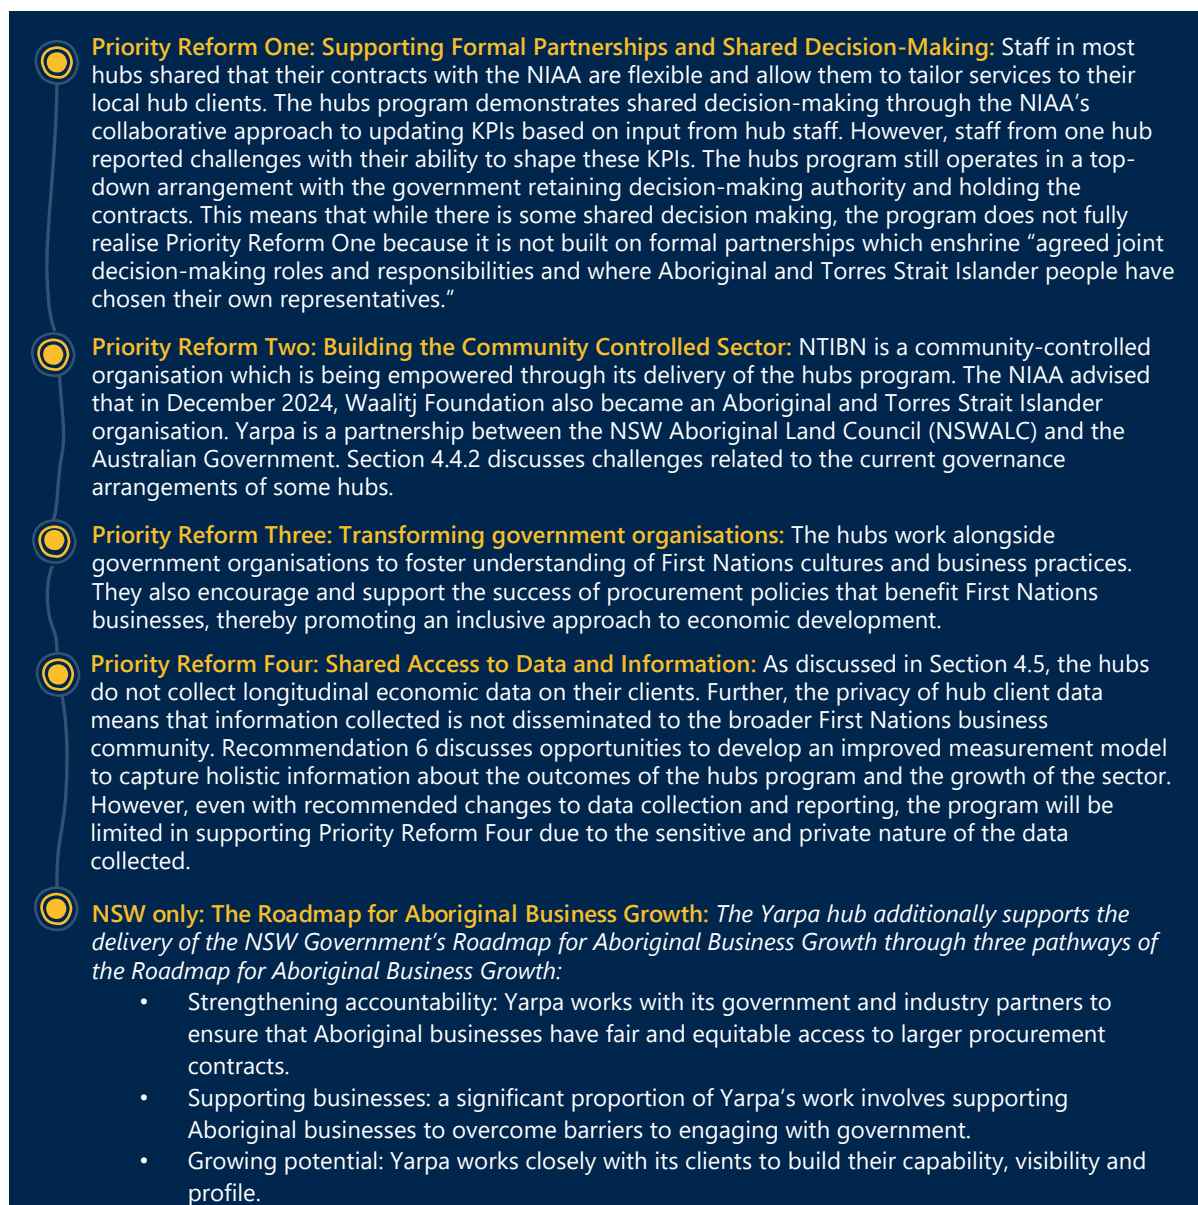 Priority Reform One: Supporting Formal Partnerships and Shared Decision-Making: Staff in most
hubs shared that their contracts with the NIAA are flexible and allow them to tailor services to their
local hub clients. The hubs program demonstrates shared decision-making through the NIAA’s
collaborative approach to updating KPIs based on input from hub staff. However, staff from one hub
reported challenges with their ability to shape these KPIs. The hubs program still operates in a top-
down arrangement with the government retaining decision-making authority and holding the
contracts. This means that while there is some shared decision making, the program does not fully
realise Priority Reform One because it is not built on formal partnerships which enshrine “agreed joint
decision-making roles and responsibilities and where Aboriginal and Torres Strait Islander people have
chosen their own representatives.”
Priority Reform Two: Building the Community Controlled Sector: NTIBN is a community-controlled
organisation which is being empowered through its delivery of the hubs program. The NIAA advised
that in December 2024, Waalitj Foundation also became an Aboriginal and Torres Strait Islander
organisation. Yarpa is a partnership between the NSW Aboriginal Land Council (NSWALC) and the
Australian Government. Section 4.4.2 discusses challenges related to the current governance
arrangements of some hubs.
Priority Reform Three: Transforming government organisations: The hubs work alongside
government organisations to foster understanding of First Nations cultures and business practices.
They also encourage and support the success of procurement policies that benefit First Nations
businesses, thereby promoting an inclusive approach to economic development.
Priority Reform Four: Shared Access to Data and Information: As discussed in Section 4.5, the hubs
do not collect longitudinal economic data on their clients. Further, the privacy of hub client data
means that information collected is not disseminated to the broader First Nations business
community. Recommendation 6 discusses opportunities to develop an improved measurement model
to capture holistic information about the outcomes of the hubs program and the growth of the sector.
However, even with recommended changes to data collection and reporting, the program will be
limited in supporting Priority Reform Four due to the sensitive and private nature of the data
collected.
NSW only: The Roadmap for Aboriginal Business Growth: The Yarpa hub additionally supports the
delivery of the NSW Government’s Roadmap for Aboriginal Business Growth through three pathways of
the Roadmap for Aboriginal Business Growth:
• Strengthening accountability: Yarpa works with its government and industry partners to
ensure that Aboriginal businesses have fair and equitable access to larger procurement
contracts.
• Supporting businesses: a significant proportion of Yarpa’s work involves supporting
Aboriginal businesses to overcome barriers to engaging with government.
• Growing potential: Yarpa works closely with its clients to build their capability, visibility and
profile.